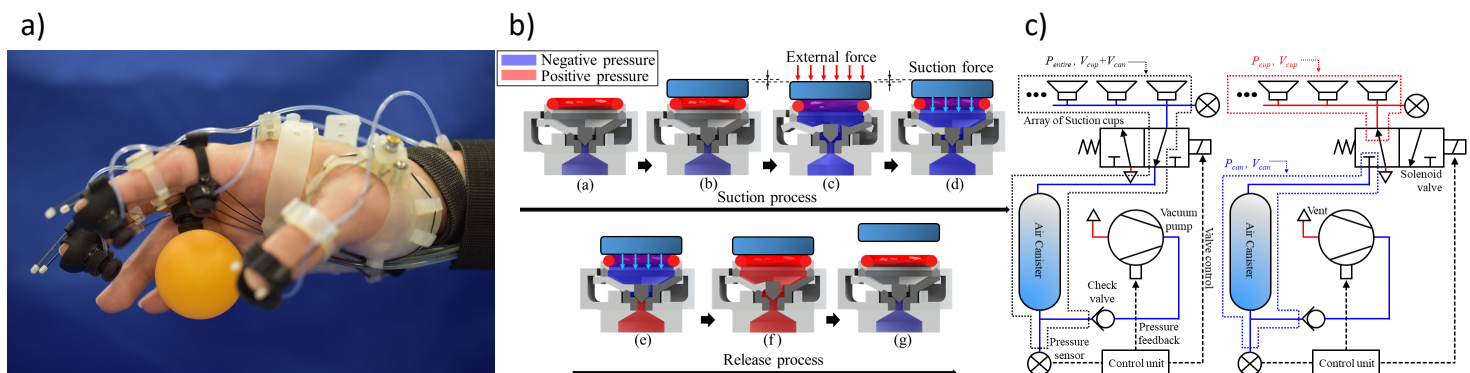 a)
b)
Negative pressure
Positive pressure
External force
Suction force
(a)
(b)
(c)
(d)
Suction process
(e)
(f)
(g)
Release process
c)
P_entire, V_cup+V_can
Array of Suction cups
Air Canister
Vacuum
pump
Check
valve
Pressure
feedback
Pressure
sensor
Control unit
Valve control
P_cup, V_cup
P_can, V_can
Solenoid
valve
Vent
Air Canister
Control unit